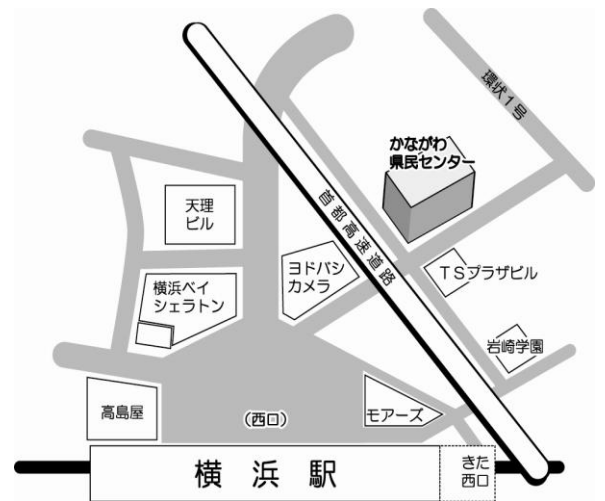 環状1号
かながわ
県民センター
首都高速道路
天理
ビル
ヨドバシ
カメラ
TSプラザビル
横浜ベイ
シェラトン
岩崎学園
高島屋
(西口)
モアーズ
横浜駅
きた
西口